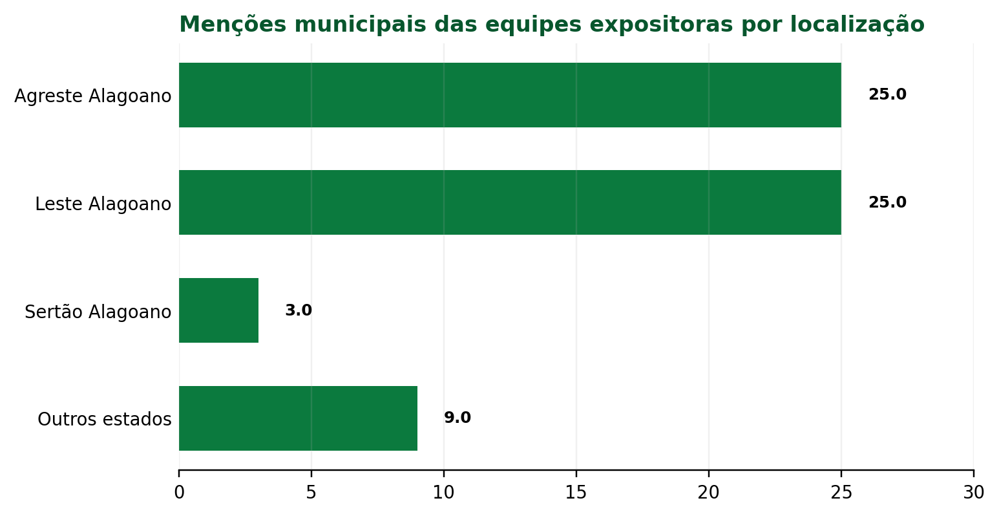 Menções municipais das equipes expositoras por localização
Agreste Alagoano
25.0
Leste Alagoano
25.0
Sertão Alagoano
3.0
Outros estados
9.0
0 5 10 15 20 25 30